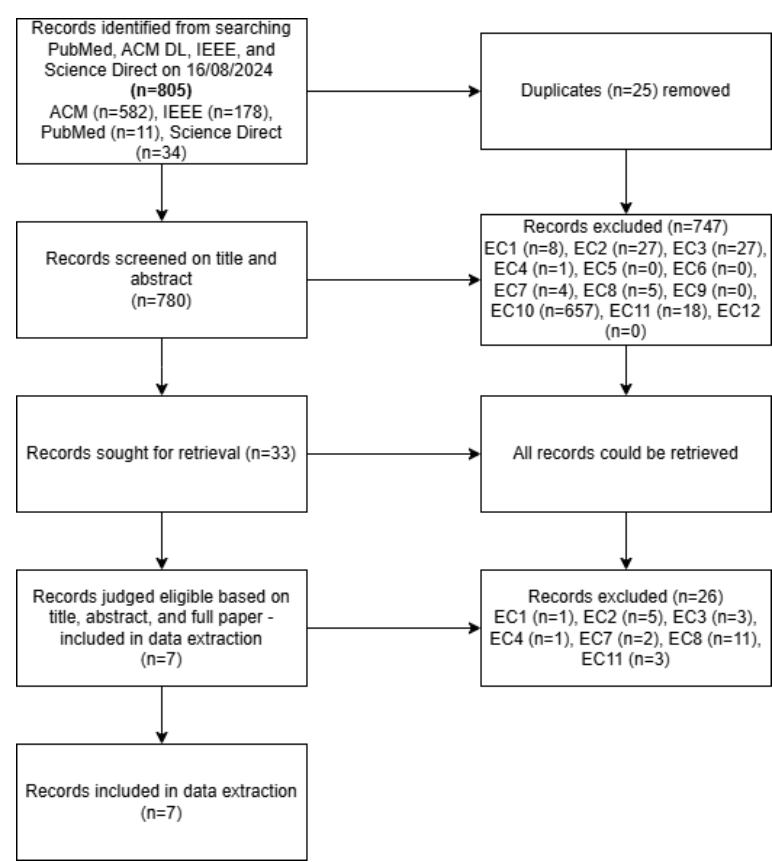 Records identified from searching
PubMed, ACM DL, IEEE, and
Science Direct on 16/08/2024
(n=805)
ACM (n=582), IEEE (n=178),
PubMed (n=11), Science Direct
(n=34)
Duplicates (n=25) removed
Records screened on title and
abstract
(n=780)
Records excluded (n=747)
EC1 (n=8), EC2 (n=27), EC3 (n=27),
EC4 (n=1), EC5 (n=0), EC6 (n=0),
EC7 (n=4), EC8 (n=5), EC9 (n=0),
EC10 (n=657), EC11 (n=18), EC12
(n=0)
Records sought for retrieval (n=33)
All records could be retrieved
Records judged eligible based on
title, abstract, and full paper -
included in data extraction
(n=7)
Records excluded (n=26)
EC1 (n=1), EC2 (n=5), EC3 (n=3),
EC4 (n=1), EC7 (n=2), EC8 (n=11),
EC11 (n=3)
Records included in data extraction
(n=7)